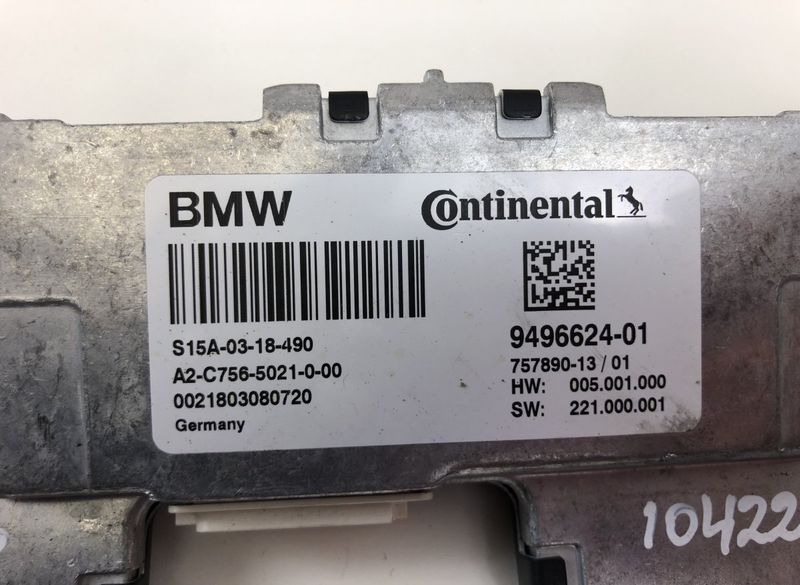 BMW
Continental
S15A-03-18-490
A2-C756-5021-0-00
0021803080720
Germany
9496624-01
757890-13 / 01
HW: 005.001.000
SW: 221.000.001
10422